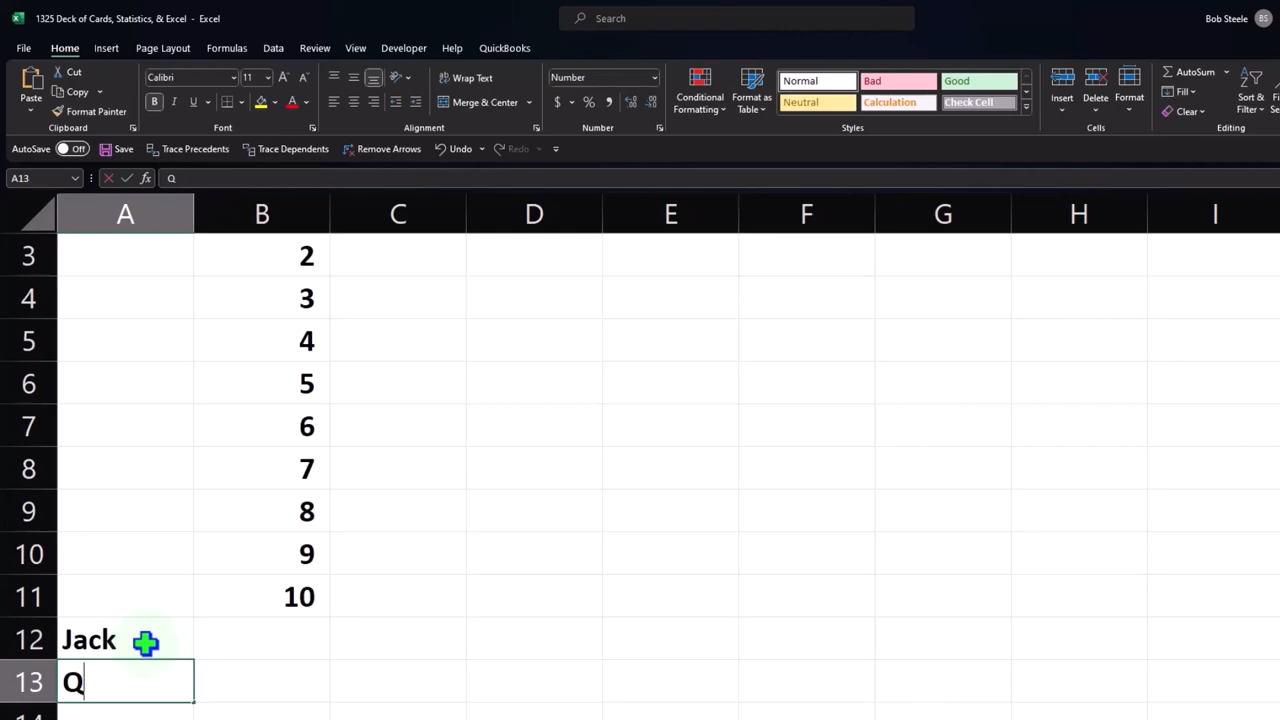 1325 Deck of Cards, Statistics, & Excel - Excel
Search
Bob Steele
BS
File Home Insert Page Layout Formulas Data Review View Developer Help QuickBooks
Paste
Cut
Copy
Format Painter
Clipboard
Calibri 11
B I U
Font
Wrap Text
Merge & Center
Alignment
Number
$ % ,
Number
Conditional Formatting
Format as Table
Normal Bad Good
Neutral Calculation Check Cell
Styles
Insert Delete Format
Cells
AutoSum
Fill
Clear
Sort &
Filter
Editing
AutoSave Off Save Trace Precedents Trace Dependents Remove Arrows Undo Redo
A13 fx Q
A B C D E F G H I
3 2
4 3
5 4
6 5
7 6
8 7
9 8
10 9
11 10
12 Jack
13 Q